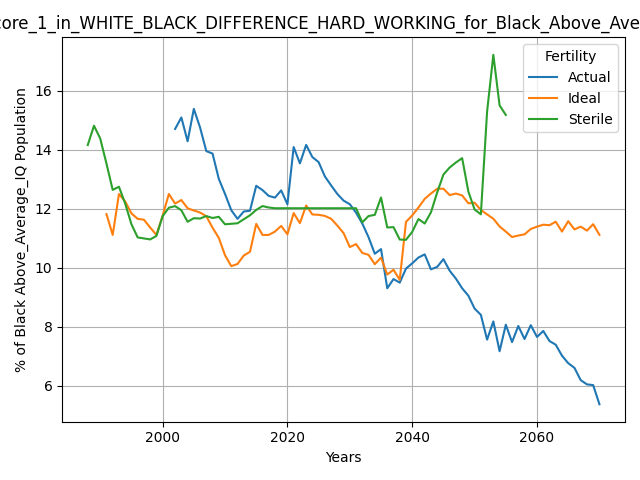 core_1_in_WHITE_BLACK_DIFFERENCE_HARD_WORKING_for_Black_Above_Ave
Fertility
Actual
Ideal
Sterile
% of Black Above_Average_IQ Population
16
14
12
10
8
6
2000
2020
2040
2060
Years